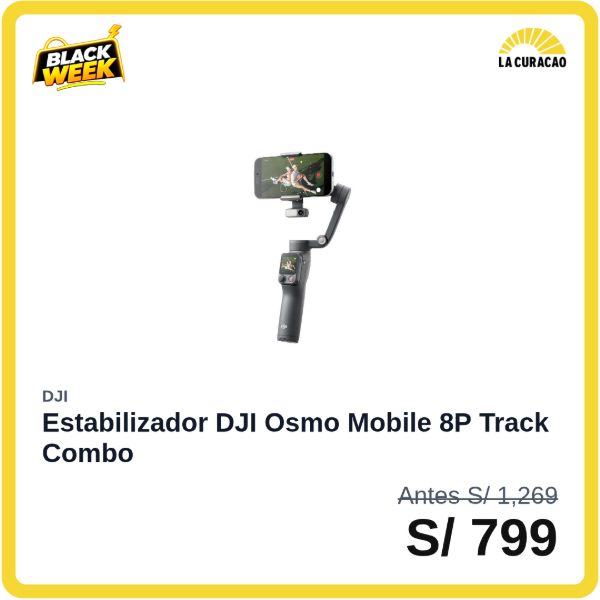 BLACK
WEEK
LA CURACAO
DJI
Estabilizador DJI Osmo Mobile 8P Track
Combo
Antes S/ 1,269
S/ 799